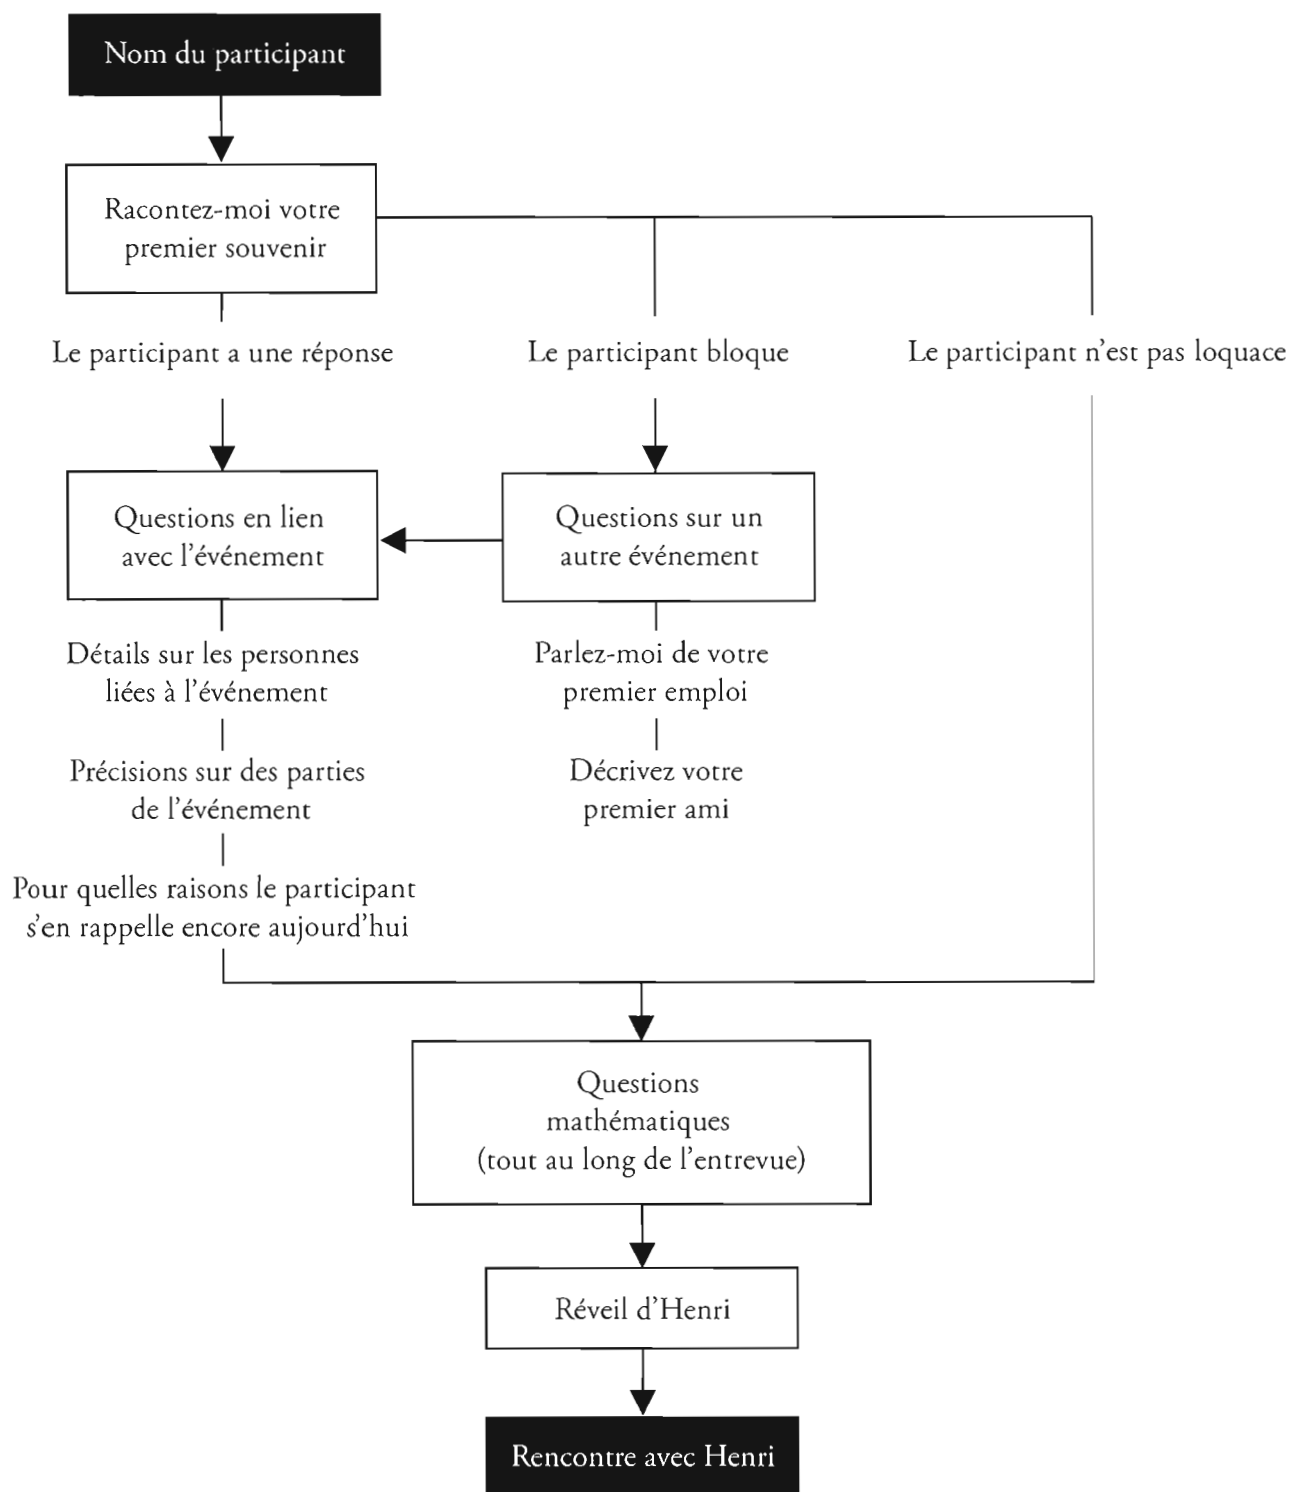 Nom du participant
Racontez-moi votre
premier souvenir
Le participant a une réponse
Le participant bloque
Le participant n'est pas loquace
Questions en lien
avec l'événement
Questions sur un
autre événement
Détails sur les personnes
liées à l'événement
Parlez-moi de votre
premier emploi
Précisions sur des parties
de l'événement
Décrivez votre
premier ami
Pour quelles raisons le participant
s'en rappelle encore aujourd'hui
Questions
mathématiques
(tout au long de l'entrevue)
Réveil d'Henri
Rencontre avec Henri